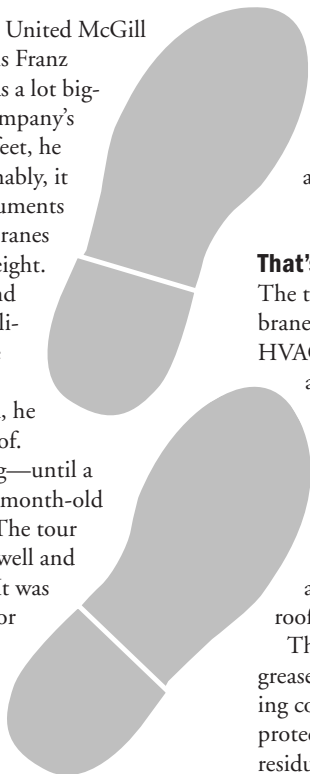 United McGill
s Franz
s a lot big-
mpany's
feet, he
nably, it
uments
ranes
eight.
nd
li-
, he
of.
g—until a
month-old
The tour
well and
It was
or
a
That's
The t
brane
HVAC
a
a
roof
Th
grease
ing co
protec
residu